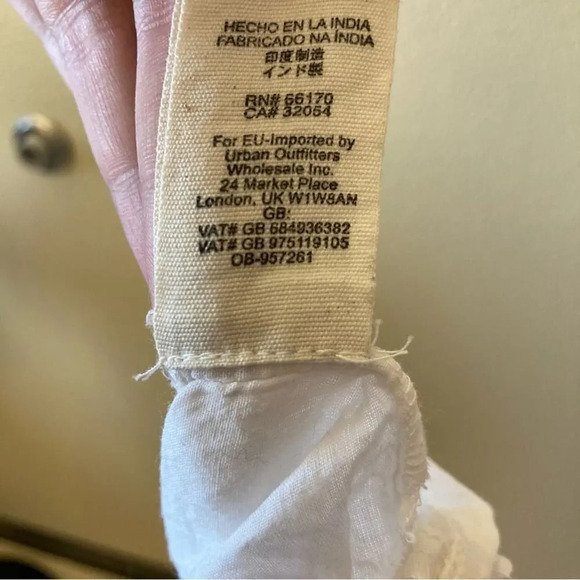 HECHO EN LA INDIA
FABRICADO NA ÍNDIA
印度制造
インド製
RN# 66170
CA# 32054
For EU-Imported by
Urban Outfitters
Wholesale Inc.
24 Market Place
London, UK W1W8AN
GB:
VAT# GB 684936382
VAT# GB 975119105
OB-957261